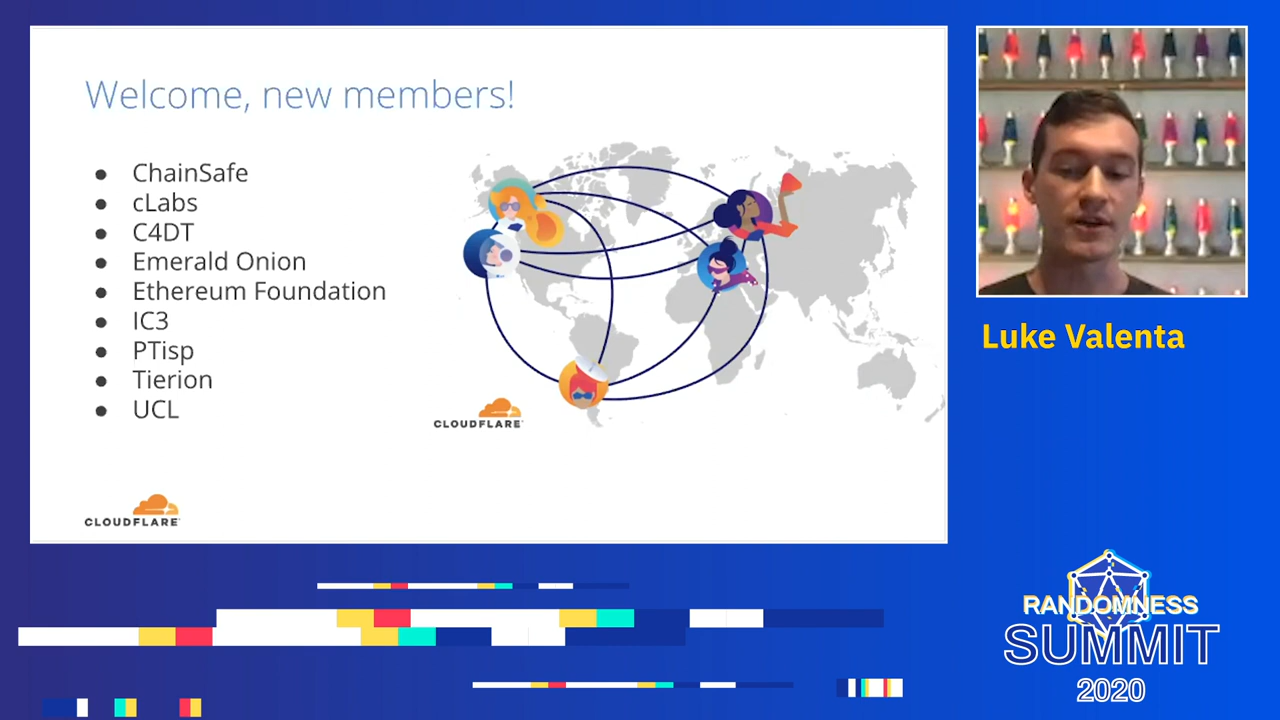 Welcome, new members!
● ChainSafe
● cLabs
● C4DT
● Emerald Onion
● Ethereum Foundation
● IC3
● PTisp
● Tierion
● UCL
CLOUDFLARE
CLOUDFLARE
Luke Valenta
RANDOMNESS
SUMMIT
2020